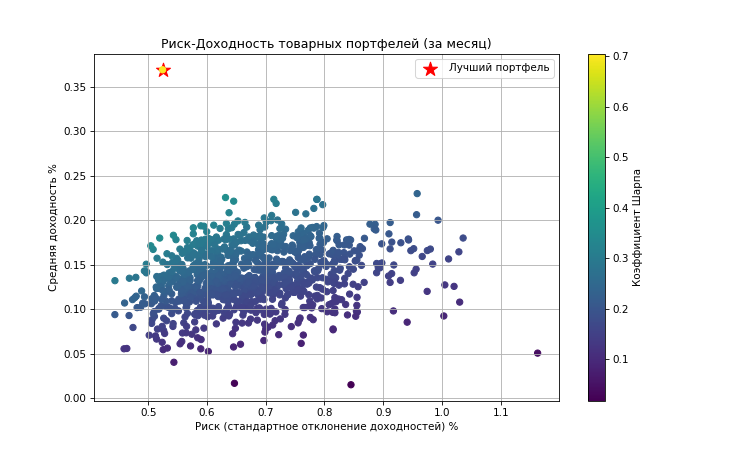 Риск-Доходность товарных портфелей (за месяц)
Лучший портфель
Средняя доходность %
0.35
0.30
0.25
0.20
0.15
0.10
0.05
0.00
0.5 0.6 0.7 0.8 0.9 1.0 1.1
Риск (стандартное отклонение доходностей) %
0.7
0.6
0.5
0.4
0.3
0.2
0.1
Коэффициент Шарпа